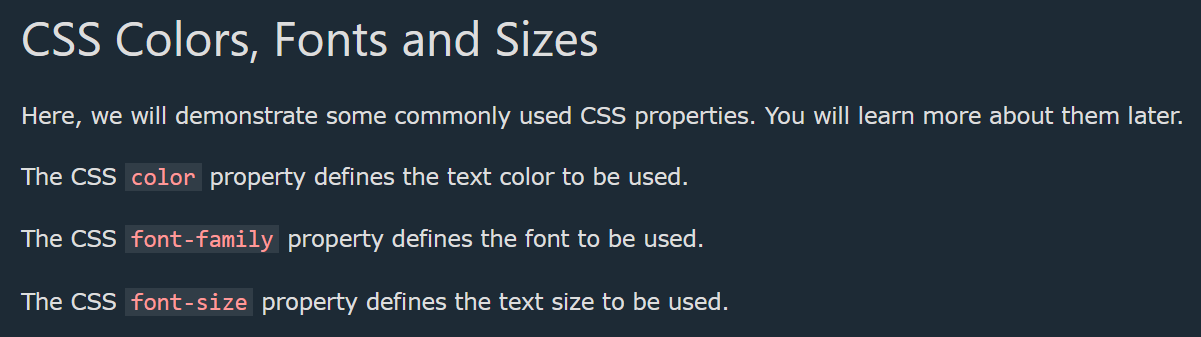 CSS Colors, Fonts and Sizes
Here, we will demonstrate some commonly used CSS properties. You will learn more about them later.
The CSS color property defines the text color to be used.
The CSS font-family property defines the font to be used.
The CSS font-size property defines the text size to be used.